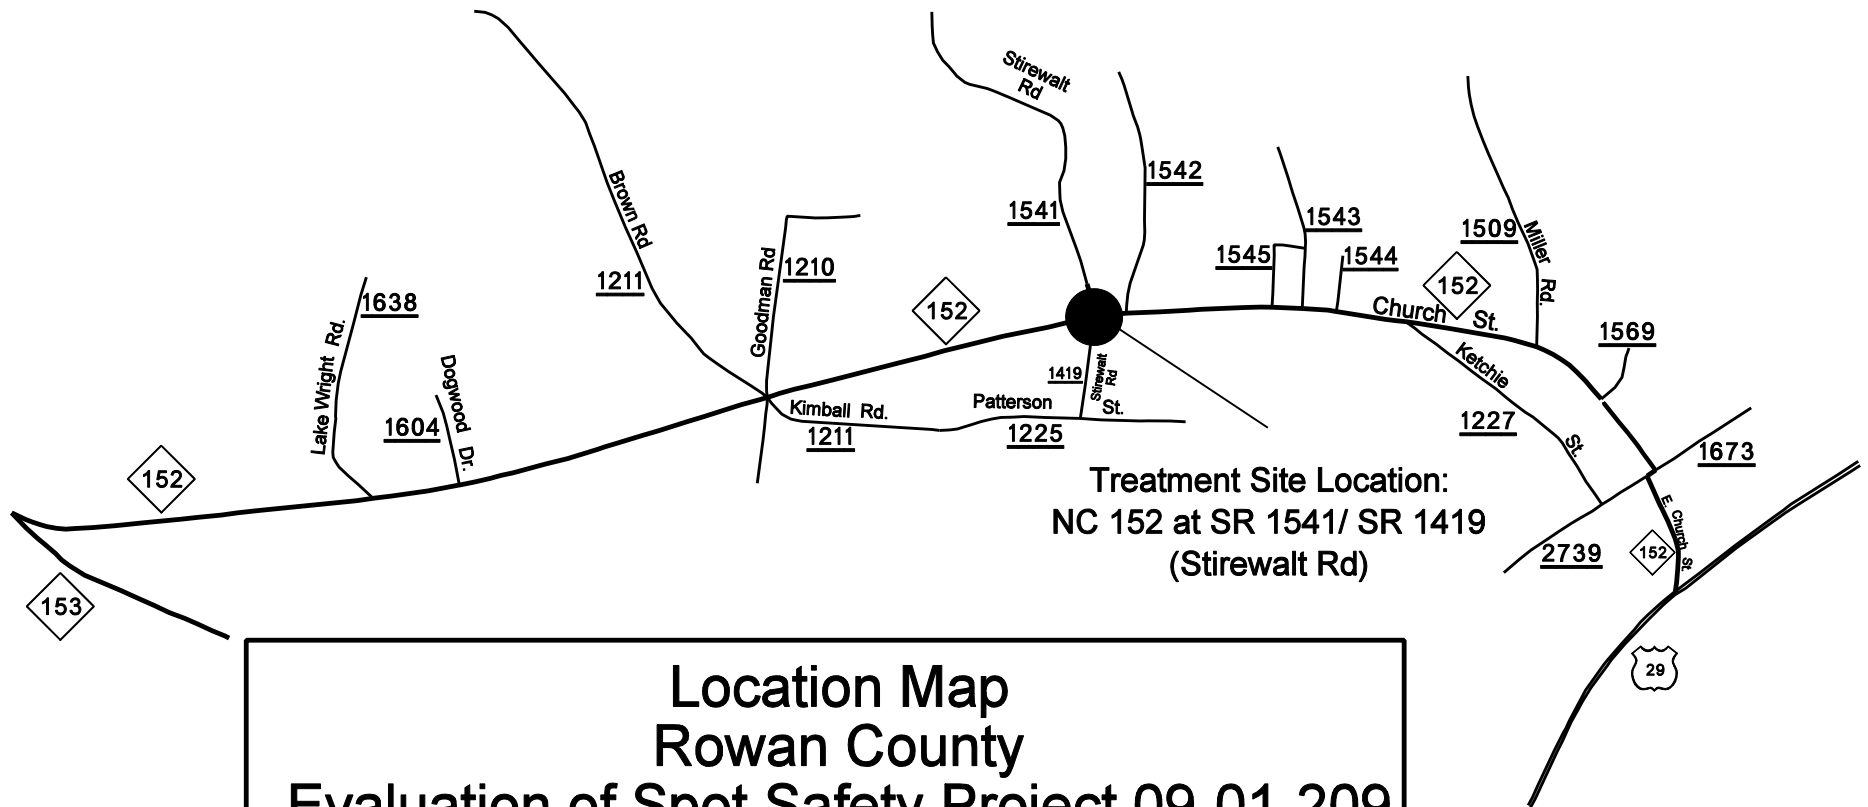 Stirewalt
Rd
1542
1541
Brown Rd
1211
Goodman Rd
1210
1543
1545
1544
1509
Miller Rd.
152
152
Church St.
1569
Lake Wright Rd.
1638
Dogwood Dr.
1604
1419
Stirewalt
Rd
Ketchie St.
1227
Kimball Rd.
1211
Patterson St.
1225
1673
152
Treatment Site Location:
NC 152 at SR 1541/ SR 1419
(Stirewalt Rd)
E. Church St.
2739
152
153
29
Location Map
Rowan County
Evaluation of Spot Safety Project 09-01-209